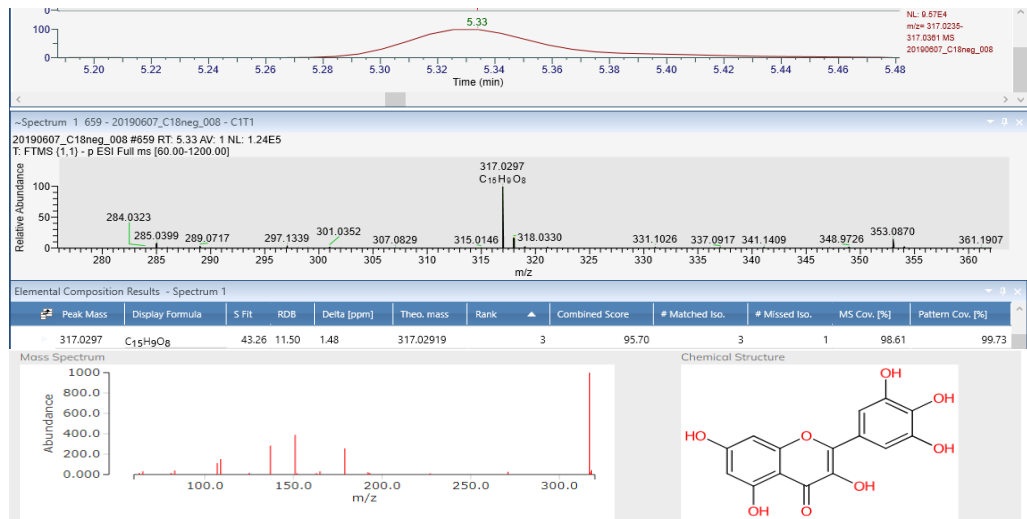 NL: 9.57E4
m/z= 317.0235-
317.0361 MS
20190607_C18neg_008
0
100
5.33
5.20 5.22 5.24 5.26 5.28 5.30 5.32 5.34 5.36 5.38 5.40 5.42 5.44 5.46 5.48
Time (min)
~Spectrum 1 659 - 20190607_C18neg_008 - C1T1
20190607_C18neg_008 #659 RT: 5.33 AV: 1 NL: 1.24E5
T: FTMS {1,1} - p ESI Full ms [60.00-1200.00]
Relative Abundance
100
50
0
317.0297
C15H9O8
284.0323
285.0399 289.0717 297.1339 301.0352 307.0829 315.0146 318.0330 331.1026 337.0917 341.1409 348.9726 353.0870 361.1907
280 285 290 295 300 305 310 315 320 325 330 335 340 345 350 355 360
m/z
Elemental Composition Results - Spectrum 1
Peak Mass Display Formula S Fit RDB Delta [ppm] Theo. mass Rank Combined Score # Matched Iso. # Missed Iso. MS Cov. [%] Pattern Cov. [%]
317.0297 C15H9O8 43.26 11.50 1.48 317.02919 3 95.70 3 1 98.61 99.73
Mass Spectrum
Abundance
1000
800.0
600.0
400.0
200.0
0.000
100.0 150.0 200.0 250.0 300.0
m/z
Chemical Structure
OH
OH
HO
O
OH
OH
OH
O